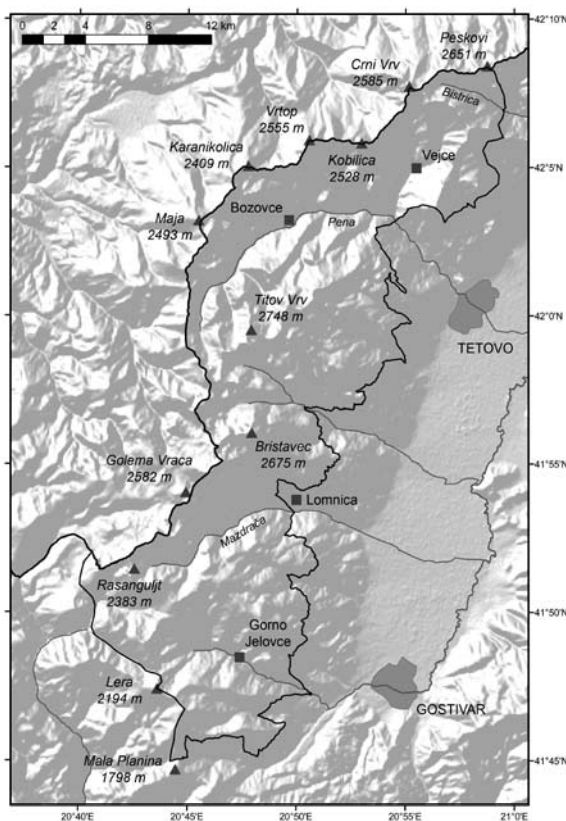 0 2 4 8 12 km
42°10'N
Peskovi
2651 m
Crni Vrv
2585 m
Bistrica
Vrtop
2555 m
Karanikolica
2409 m
Kobilica
2528 m
Vejce
42°5'N
Bozovce
Maja
2493 m
Pena
Titov Vrv
2748 m
42°0'N
TETOVO
Bristavec
2675 m
Golema Vraca
2582 m
41°55'N
Lomnica
Mazdraca
Rasanguljt
2383 m
41°50'N
Gorno
Jelovce
Lera
2194 m
GOSTIVAR
Mala Planina
1798 m
41°45'N
20°40'E 20°45'E 20°50'E 20°55'E 21°0'E